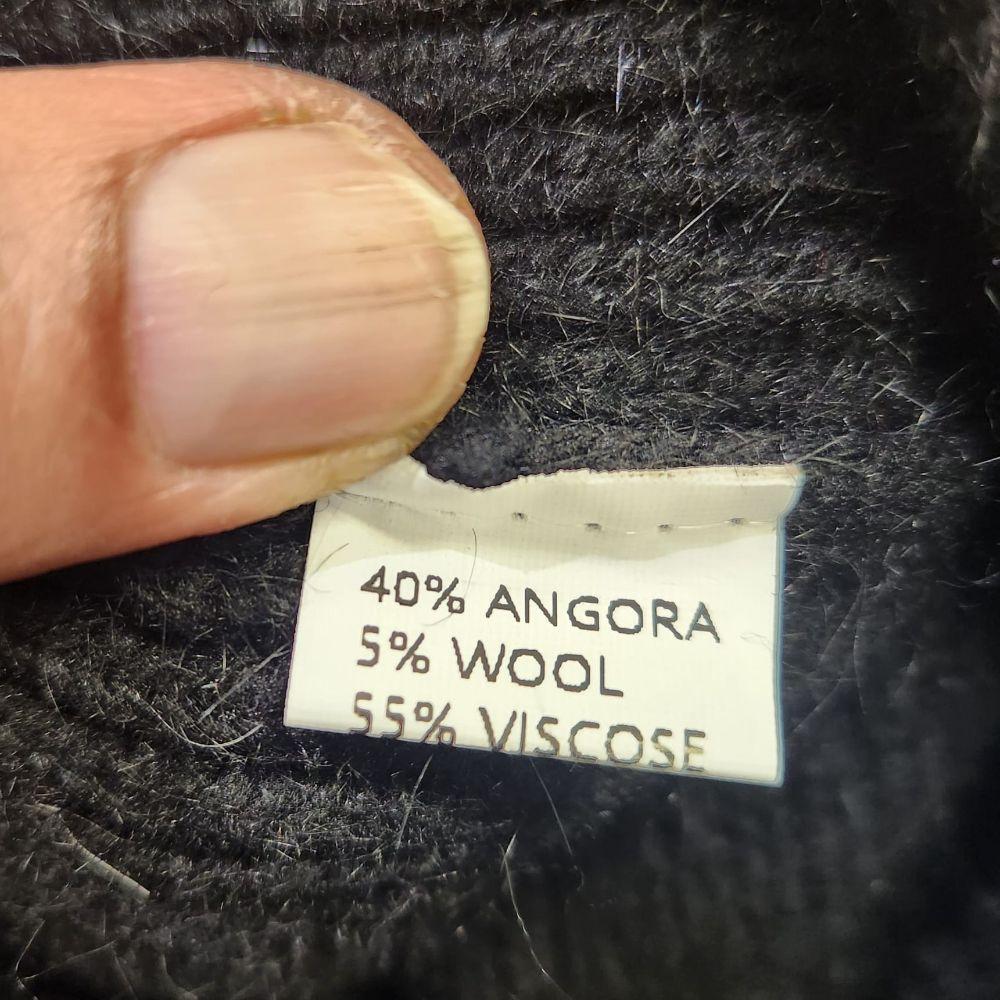 40% ANGORA
5% WOOL
55% VISCOSE